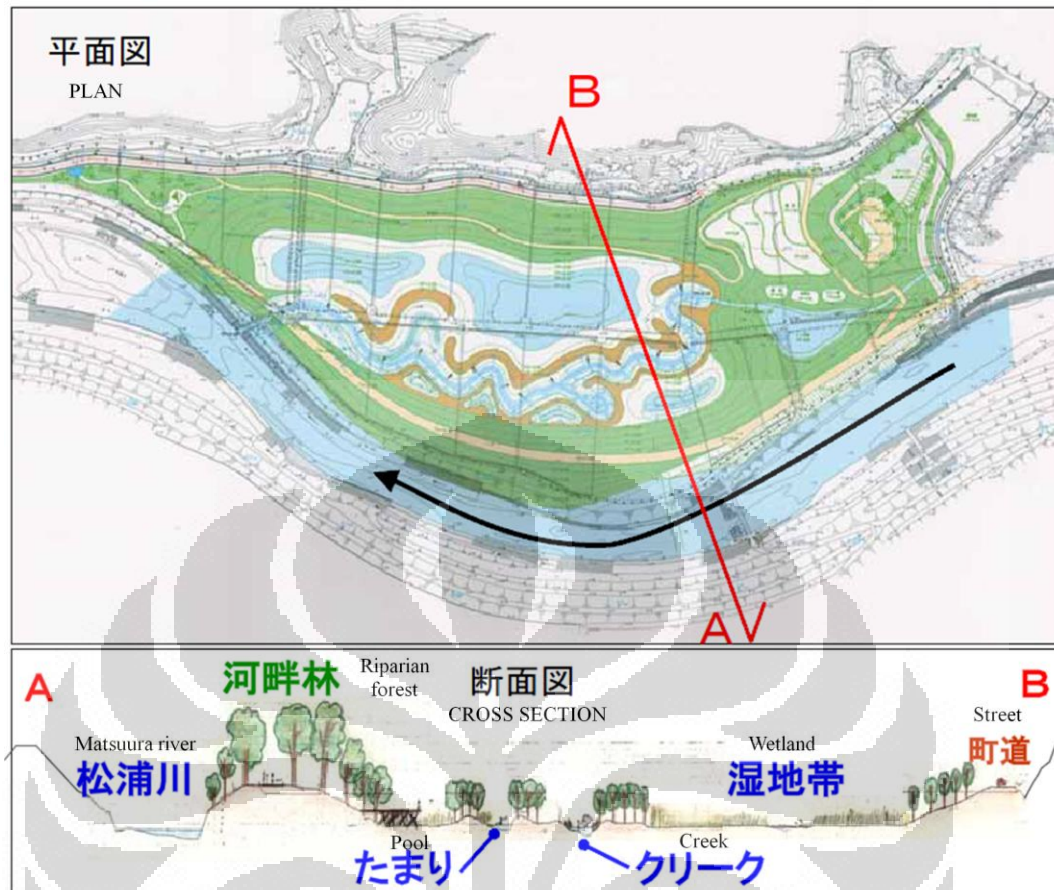 平面図
PLAN
B
A
A
河畔林
Riparian
forest
断面図
CROSS SECTION
B
Matsuura river
松浦川
Wetland
湿地帯
Street
町道
Pool
たまり
Creek
クリーク